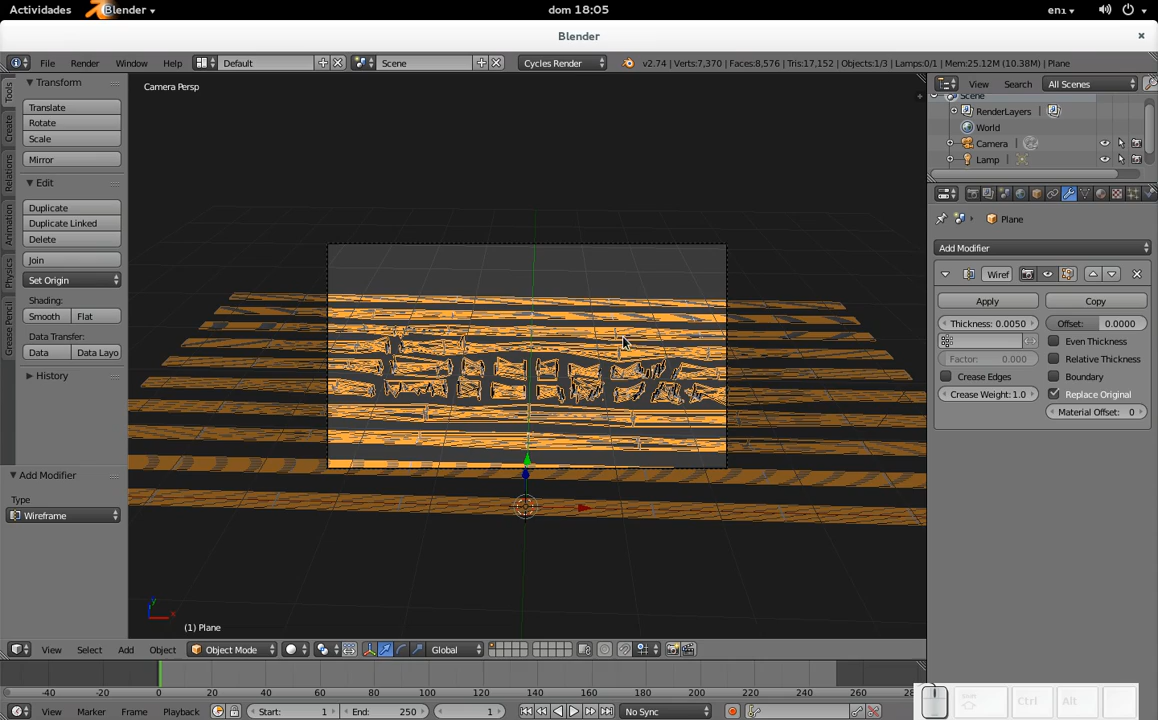 Actividades Blender dom 18:05 en1
Blender
File Render Window Help Default Scene Cycles Render v2.74 | Verts:7,370 | Faces:8,576 | Tris:17,152 | Objects:1/3 | Lamps:0/1 | Mem:25.12M (10.38M) | Plane
Tools
Create
Relations
Animation
Physics
Grease Pencil
Transform
Translate
Rotate
Scale
Mirror
Edit
Duplicate
Duplicate Linked
Delete
Join
Set Origin
Shading:
Smooth Flat
Data Transfer:
Data Data Layo
History
Add Modifier
Type
Wireframe
Camera Persp
y
x
(1) Plane
View Select Add Object Object Mode Global
-40 -20 0 20 40 60 80 100 120 140 160 180 200 220 240 260
View Marker Frame Playback Start: 1 End: 250 1 No Sync
View Search All Scenes
Scene
RenderLayers |
World
Camera |
Lamp |
Plane
Add Modifier
Wiref
Apply Copy
Thickness: 0.0050 Offset: 0.0000
Even Thickness
Factor: 0.000 Relative Thickness
Crease Edges Boundary
Crease Weight: 1.0 Replace Original
Material Offset: 0
Ctrl Alt